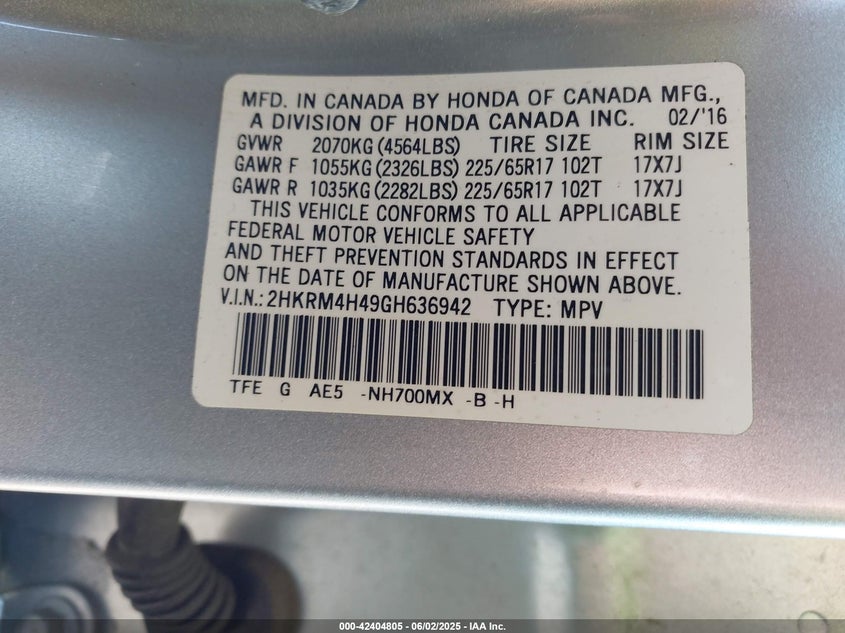 MFD. IN CANADA BY HONDA OF CANADA MFG.,
A DIVISION OF HONDA CANADA INC. 02/'16
GVWR 2070KG (4564LBS) TIRE SIZE RIM SIZE
GAWR F 1055KG (2326LBS) 225/65R17 102T 17X7J
GAWR R 1035KG (2282LBS) 225/65R17 102T 17X7J
THIS VEHICLE CONFORMS TO ALL APPLICABLE
FEDERAL MOTOR VEHICLE SAFETY
AND THEFT PREVENTION STANDARDS IN EFFECT
ON THE DATE OF MANUFACTURE SHOWN ABOVE.
V.I.N.: 2HKRM4H49GH636942 TYPE: MPV
TFE G AE5 -NH700MX -B -H
000-42404805 - 06/02/2025 - IAA Inc.